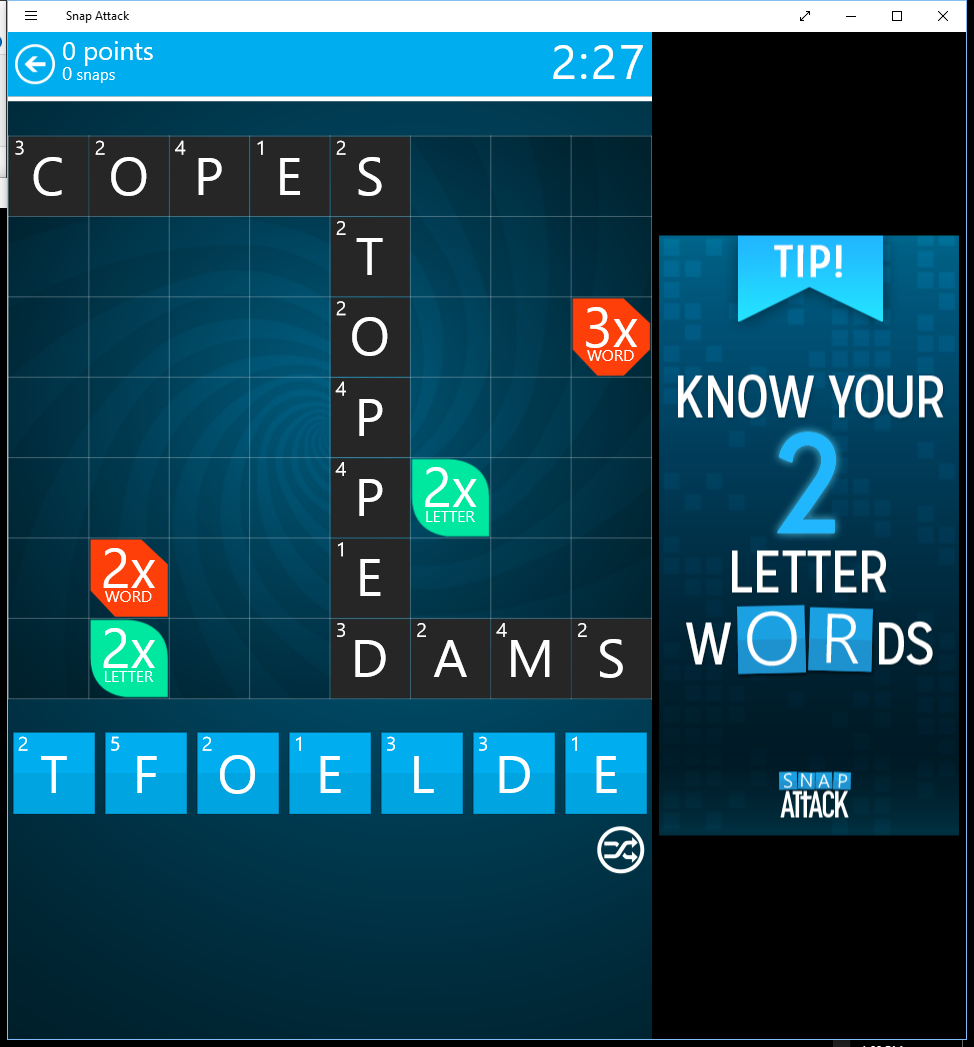 Snap Attack
0 points
0 snaps
2:27
3 C 2 O 4 P 1 E 2 S
2 T
2 O 3x WORD
4 P
4 P 2x LETTER
2x WORD 1 E
2x LETTER 3 D 2 A 4 M 2 S
2 T 5 F 2 O 1 E 3 L 3 D 1 E
TIP!
KNOW YOUR
2
LETTER
WORDS
SNAP
ATTACK